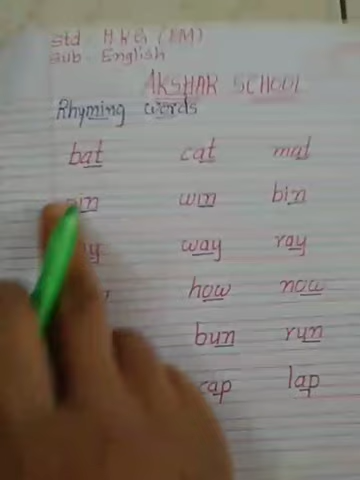 Std - H.K.G (EM)
Sub - English
AKSHAR SCHOOL
Rhyming words
bat cat mat
win bin
way ray
how now
bun run
cap lap